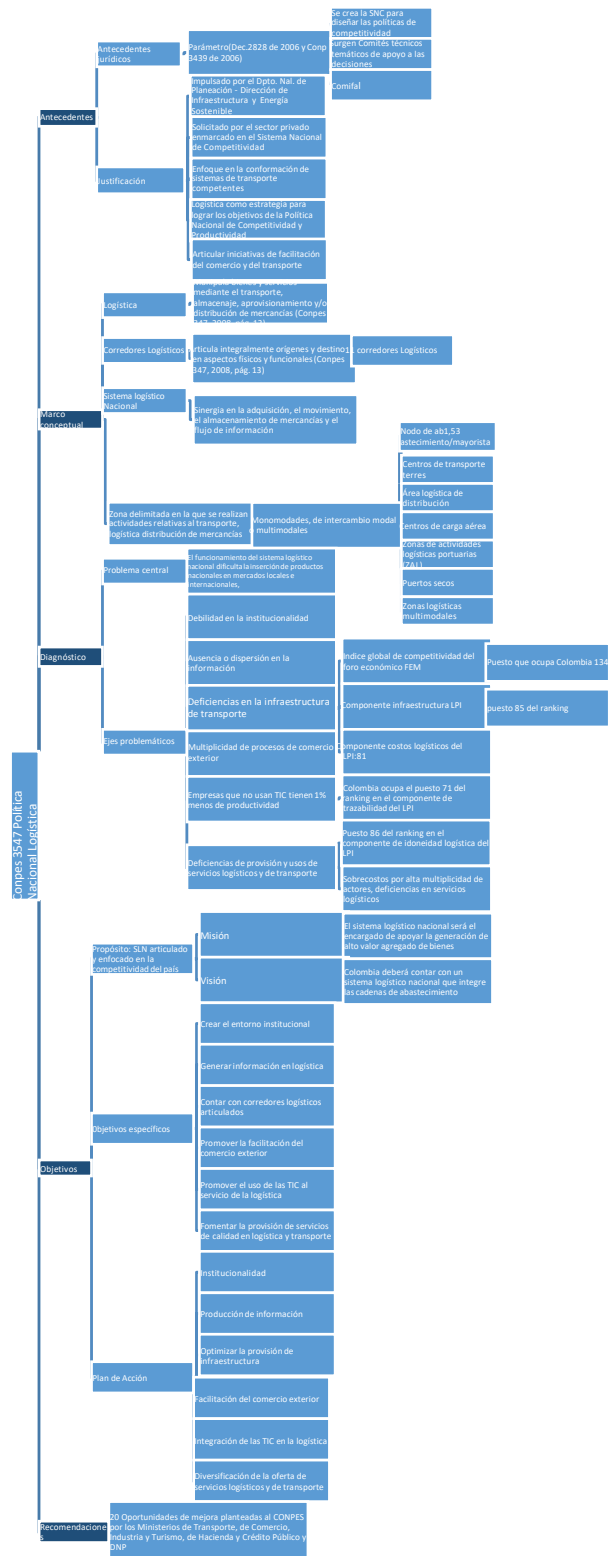 Conpes 3547 Política
Nacional Logística
Antecedentes
Antecedentes
jurídicos
Parámetro(Dec.2828 de 2006 y Conp
3439 de 2006)
Se crea la SNC para
diseñar las políticas de
competitividad
surgen Comités técnicos
temáticos de apoyo a las
decisiones
Comifal
Justificación
Impulsado por el Dpto. Nal. de
Planeación - Dirección de
Infraestructura y Energía
Sostenible
Solicitado por el sector privado
enmarcado en el Sistema Nacional
de Competitividad
Enfoque en la conformación de
sistemas de transporte
competentes
Logística como estrategia para
lograr los objetivos de la Política
Nacional de Competitividad y
Productividad
Articular iniciativas de facilitación
del comercio y del transporte
Marco
conceptual
Logística
mediante el transporte,
almacenaje, aprovisionamiento y/o
distribución de mercancías (Conpes
Corredores Logísticos
rticula integralmente orígenes y destino
en aspectos físicos y funcionales (Conpes
347, 2008, pág. 13)
11 corredores Logísticos
Sistema logístico
Nacional
Sinergia en la adquisición, el movimiento,
el almacenamiento de mercancías y el
flujo de información
Zona delimitada en la que se realizan
actividades relativas al transporte,
logística distribución de mercancías
Monomodades, de intercambio modal
o multimodales
Nodo de ab1,53
astecimiento/mayorista
Centros de transporte
terres
Área logística de
distribución
Centros de carga aérea
Zonas de actividades
logísticas portuarias
(ZAL)
Puertos secos
Zonas logísticas
multimodales
Diagnóstico
Problema central
El funcionamiento del sistema logístico
nacional dificulta la inserción de productos
nacionales en mercados locales e
internacionales,
Ejes problemáticos
Debilidad en la institucionalidad
Ausencia o dispersión en la
información
Deficiencias en la infraestructura
de transporte
Indice global de competitividad del
foro económico FEM
Puesto que ocupa Colombia 134
Componente infraestructura LPI
puesto 85 del ranking
Multiplicidad de procesos de comercio
exterior
Componente costos logísticos del
LPI:81
Empresas que no usan TIC tienen 1%
menos de productividad
Colombia ocupa el puesto 71 del
ranking en el componente de
trazabilidad del LPI
Deficiencias de provisión y usos de
servicios logísticos y de transporte
Puesto 86 del ranking en el
componente de idoneidad logística del
LPI
Sobrecostos por alta multiplicidad de
actores, deficiencias en servicios
logísticos
Objetivos
Propósito: SLN articulado
y enfocado en la
competitividad del país
Misión
El sistema logístico nacional será el
encargado de apoyar la generación de
alto valor agregado de bienes
Visión
Colombia deberá contar con un
sistema logístico nacional que integre
las cadenas de abastecimiento
Objetivos específicos
Crear el entorno institucional
Generar información en logística
Contar con corredores logísticos
articulados
Promover la facilitación del
comercio exterior
Promover el uso de las TIC al
servicio de la logística
Fomentar la provisión de servicios
de calidad en logística y transporte
Plan de Acción
Institucionalidad
Producción de información
Optimizar la provisión de
infraestructura
Facilitación del comercio exterior
Integración de las TIC en la logística
Diversificación de la oferta de
servicios logísticos y de transporte
Recomendacione
s
20 Oportunidades de mejora planteadas al CONPES
por los Ministerios de Transporte, de Comercio,
Industria y Turismo, de Hacienda y Crédito Público y
DNP